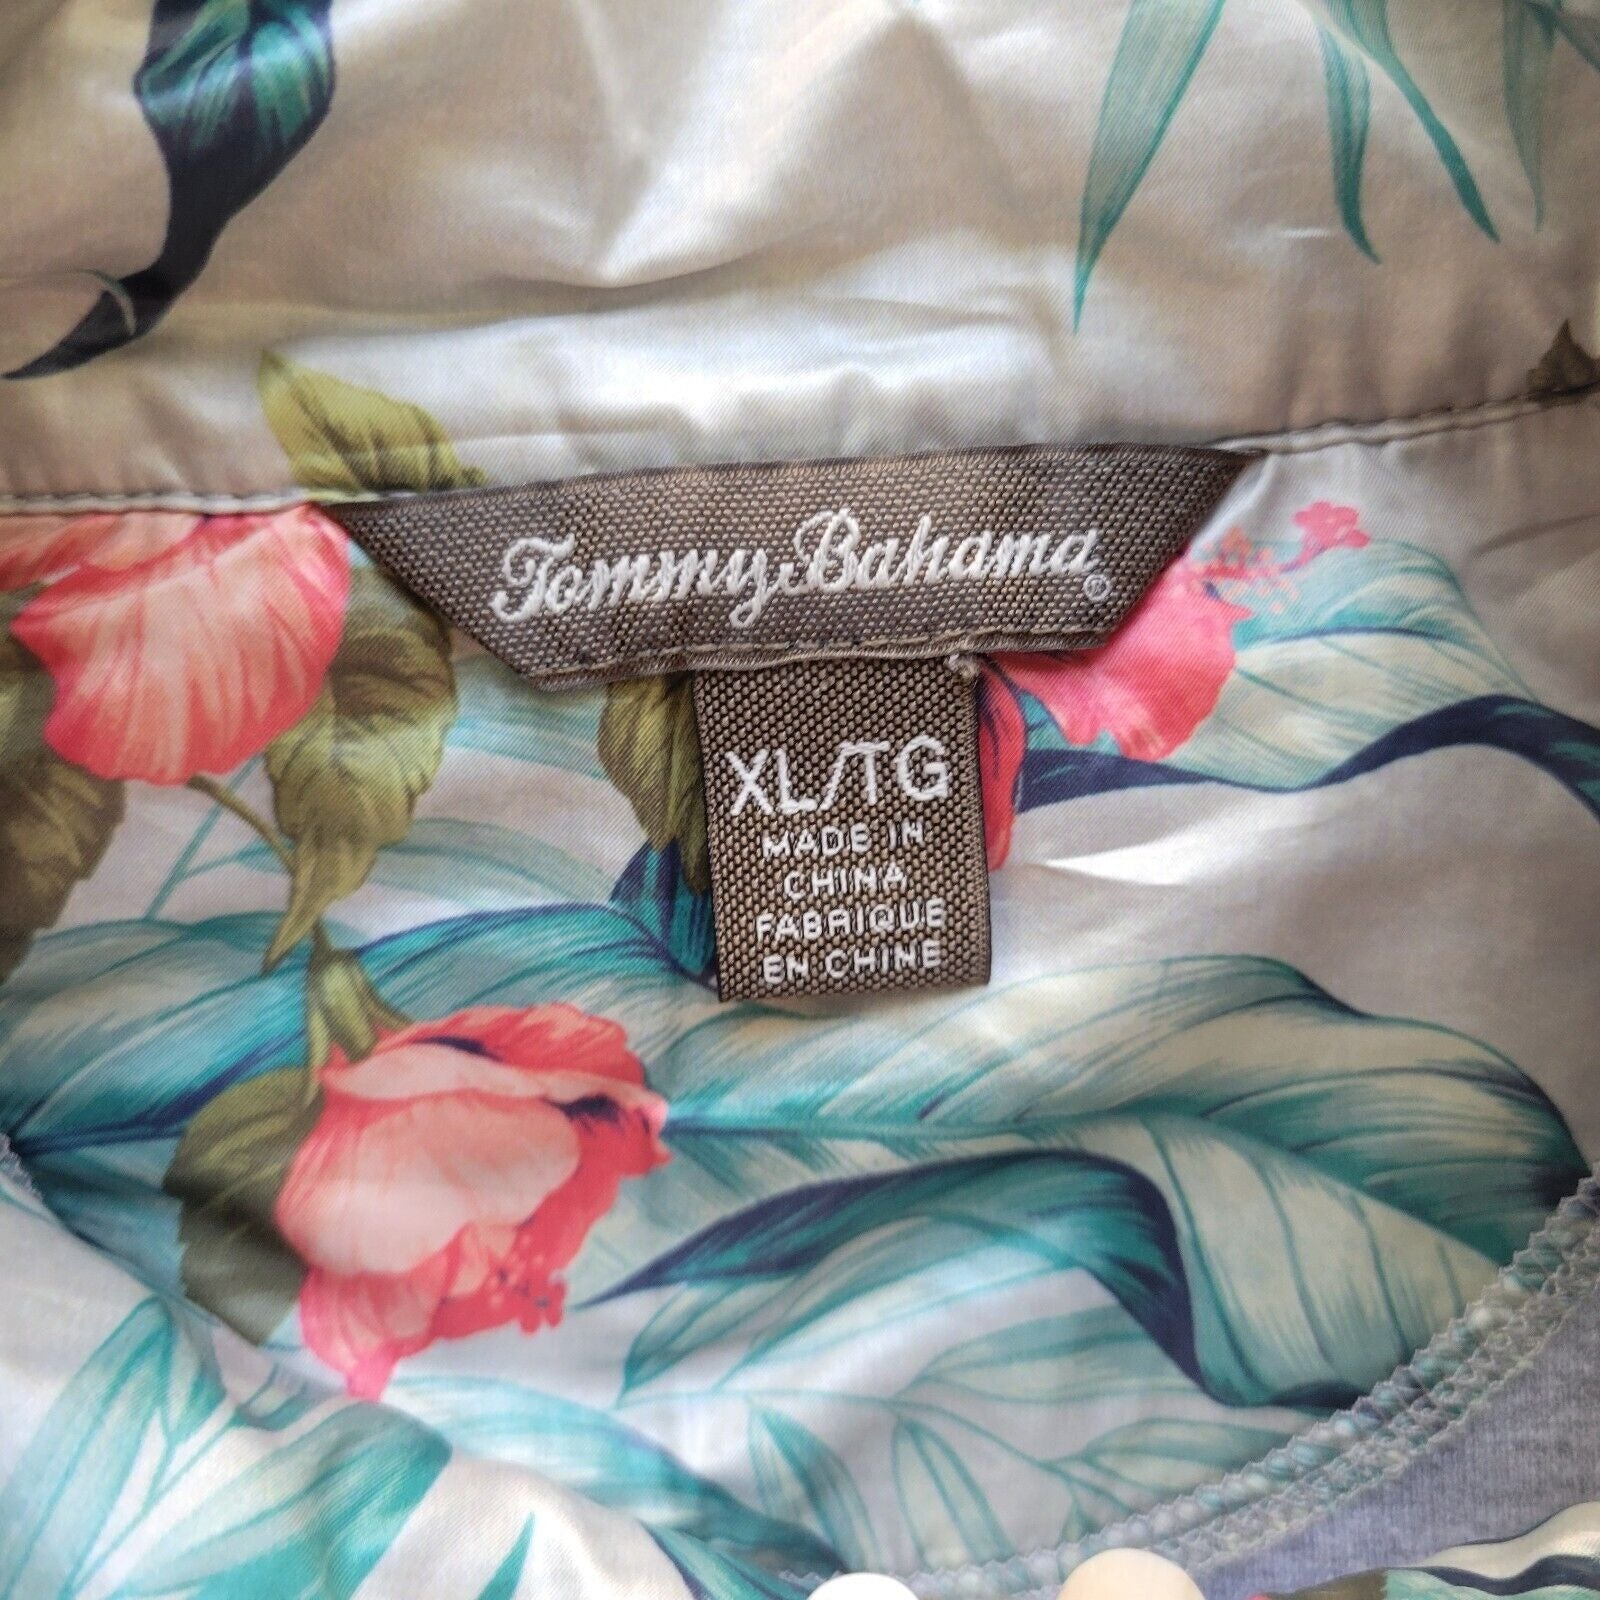 Tommy Bahama®
XL/TG
MADE IN
CHINA
FABRIQUE
EN CHINE